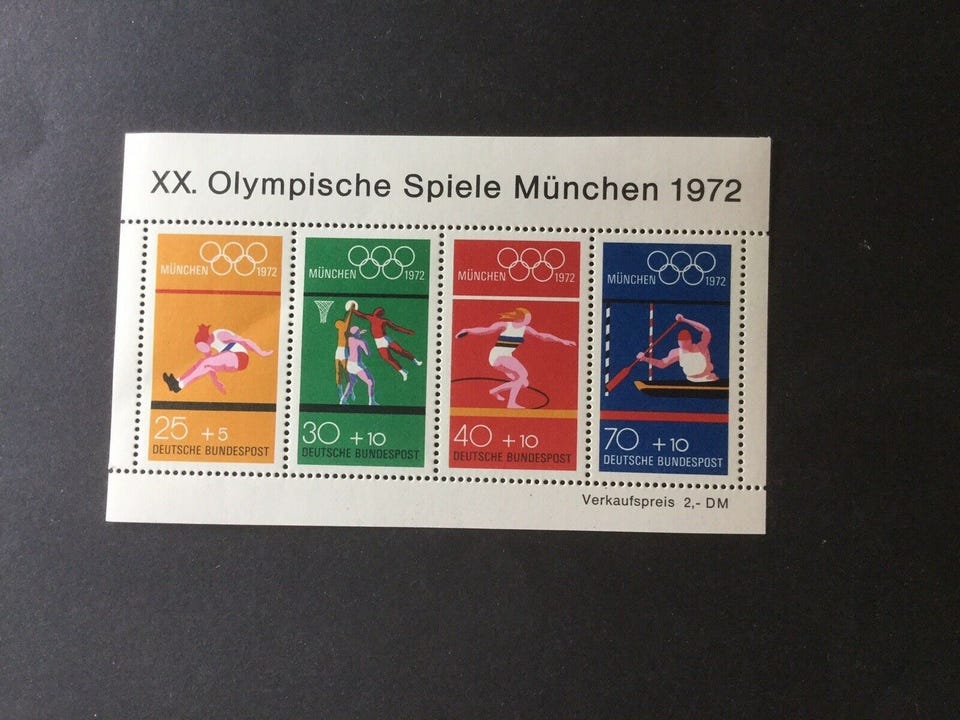 XX. Olympische Spiele München 1972
MÜNCHEN 1972
25 +5
DEUTSCHE BUNDESPOST
MÜNCHEN 1972
30 +10
DEUTSCHE BUNDESPOST
MÜNCHEN 1972
40 +10
DEUTSCHE BUNDESPOST
MÜNCHEN 1972
70 +10
DEUTSCHE BUNDESPOST
Verkaufspreis 2,- DM